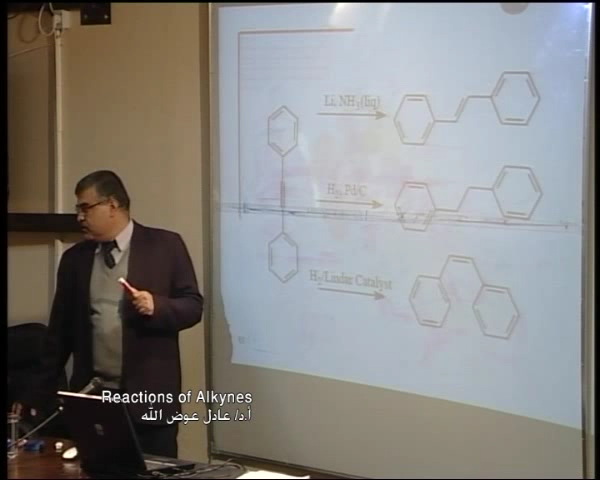 Li, NH3(liq)
H2, Pd/C
H2/Lindar Catalyst
Reactions of Alkynes
أ.د/ عادل عوض الله